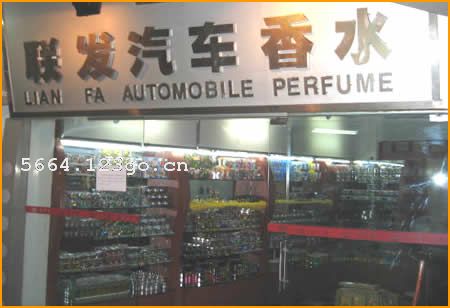 联发汽车香水
LIAN FA AUTOMOBILE PERFUME
5664.123go.cn